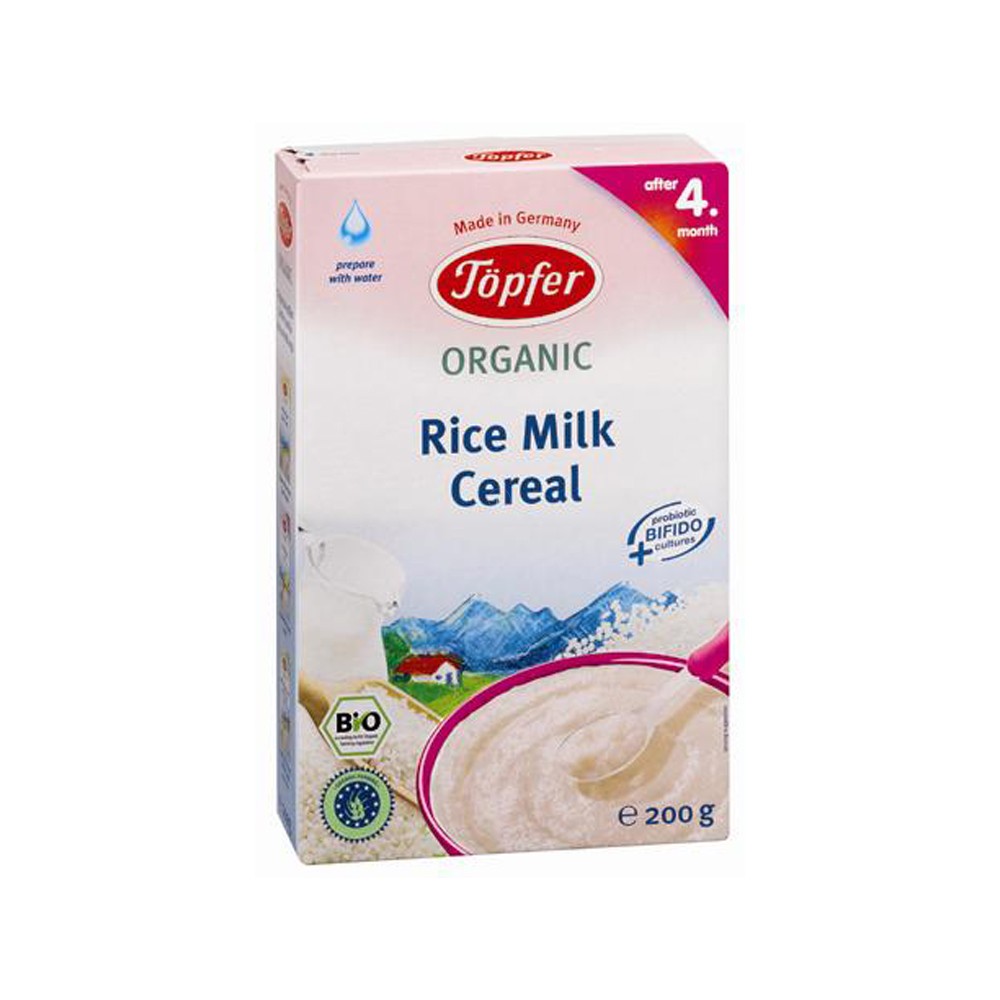 Töpfer
after
4.
month
prepare
with water
Made in Germany
Töpfer
ORGANIC
Rice Milk
Cereal
probiotic
BIFIDO
+ cultures
BIO
℮ 200 g